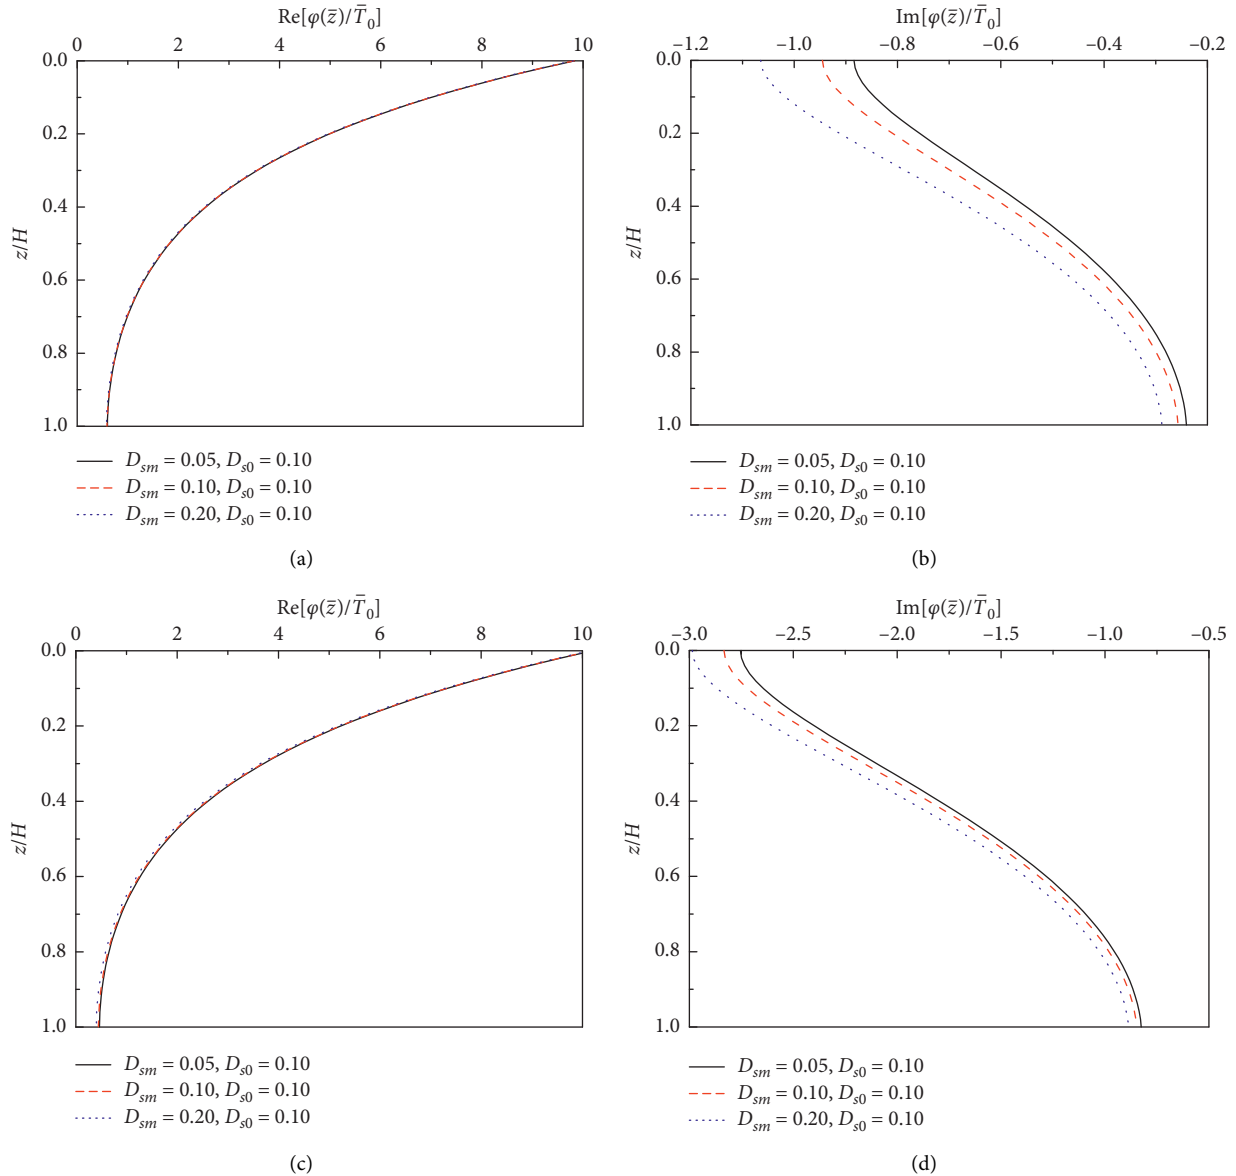 Re[φ(z̄)/T̄₀]
0 2 4 6 8 10
0.0
0.2
0.4
0.6
0.8
1.0
z/H
Dₛₘ = 0.05, Dₛ₀ = 0.10
Dₛₘ = 0.10, Dₛ₀ = 0.10
Dₛₘ = 0.20, Dₛ₀ = 0.10
(a)
Im[φ(z̄)/T̄₀]
−1.2 −1.0 −0.8 −0.6 −0.4 −0.2
0.0
0.2
0.4
0.6
0.8
1.0
z/H
Dₛₘ = 0.05, Dₛ₀ = 0.10
Dₛₘ = 0.10, Dₛ₀ = 0.10
Dₛₘ = 0.20, Dₛ₀ = 0.10
(b)
Re[φ(z̄)/T̄₀]
0 2 4 6 8 10
0.0
0.2
0.4
0.6
0.8
1.0
z/H
Dₛₘ = 0.05, Dₛ₀ = 0.10
Dₛₘ = 0.10, Dₛ₀ = 0.10
Dₛₘ = 0.20, Dₛ₀ = 0.10
(c)
Im[φ(z̄)/T̄₀]
−3.0 −2.5 −2.0 −1.5 −1.0 −0.5
0.0
0.2
0.4
0.6
0.8
1.0
z/H
Dₛₘ = 0.05, Dₛ₀ = 0.10
Dₛₘ = 0.10, Dₛ₀ = 0.10
Dₛₘ = 0.20, Dₛ₀ = 0.10
(d)